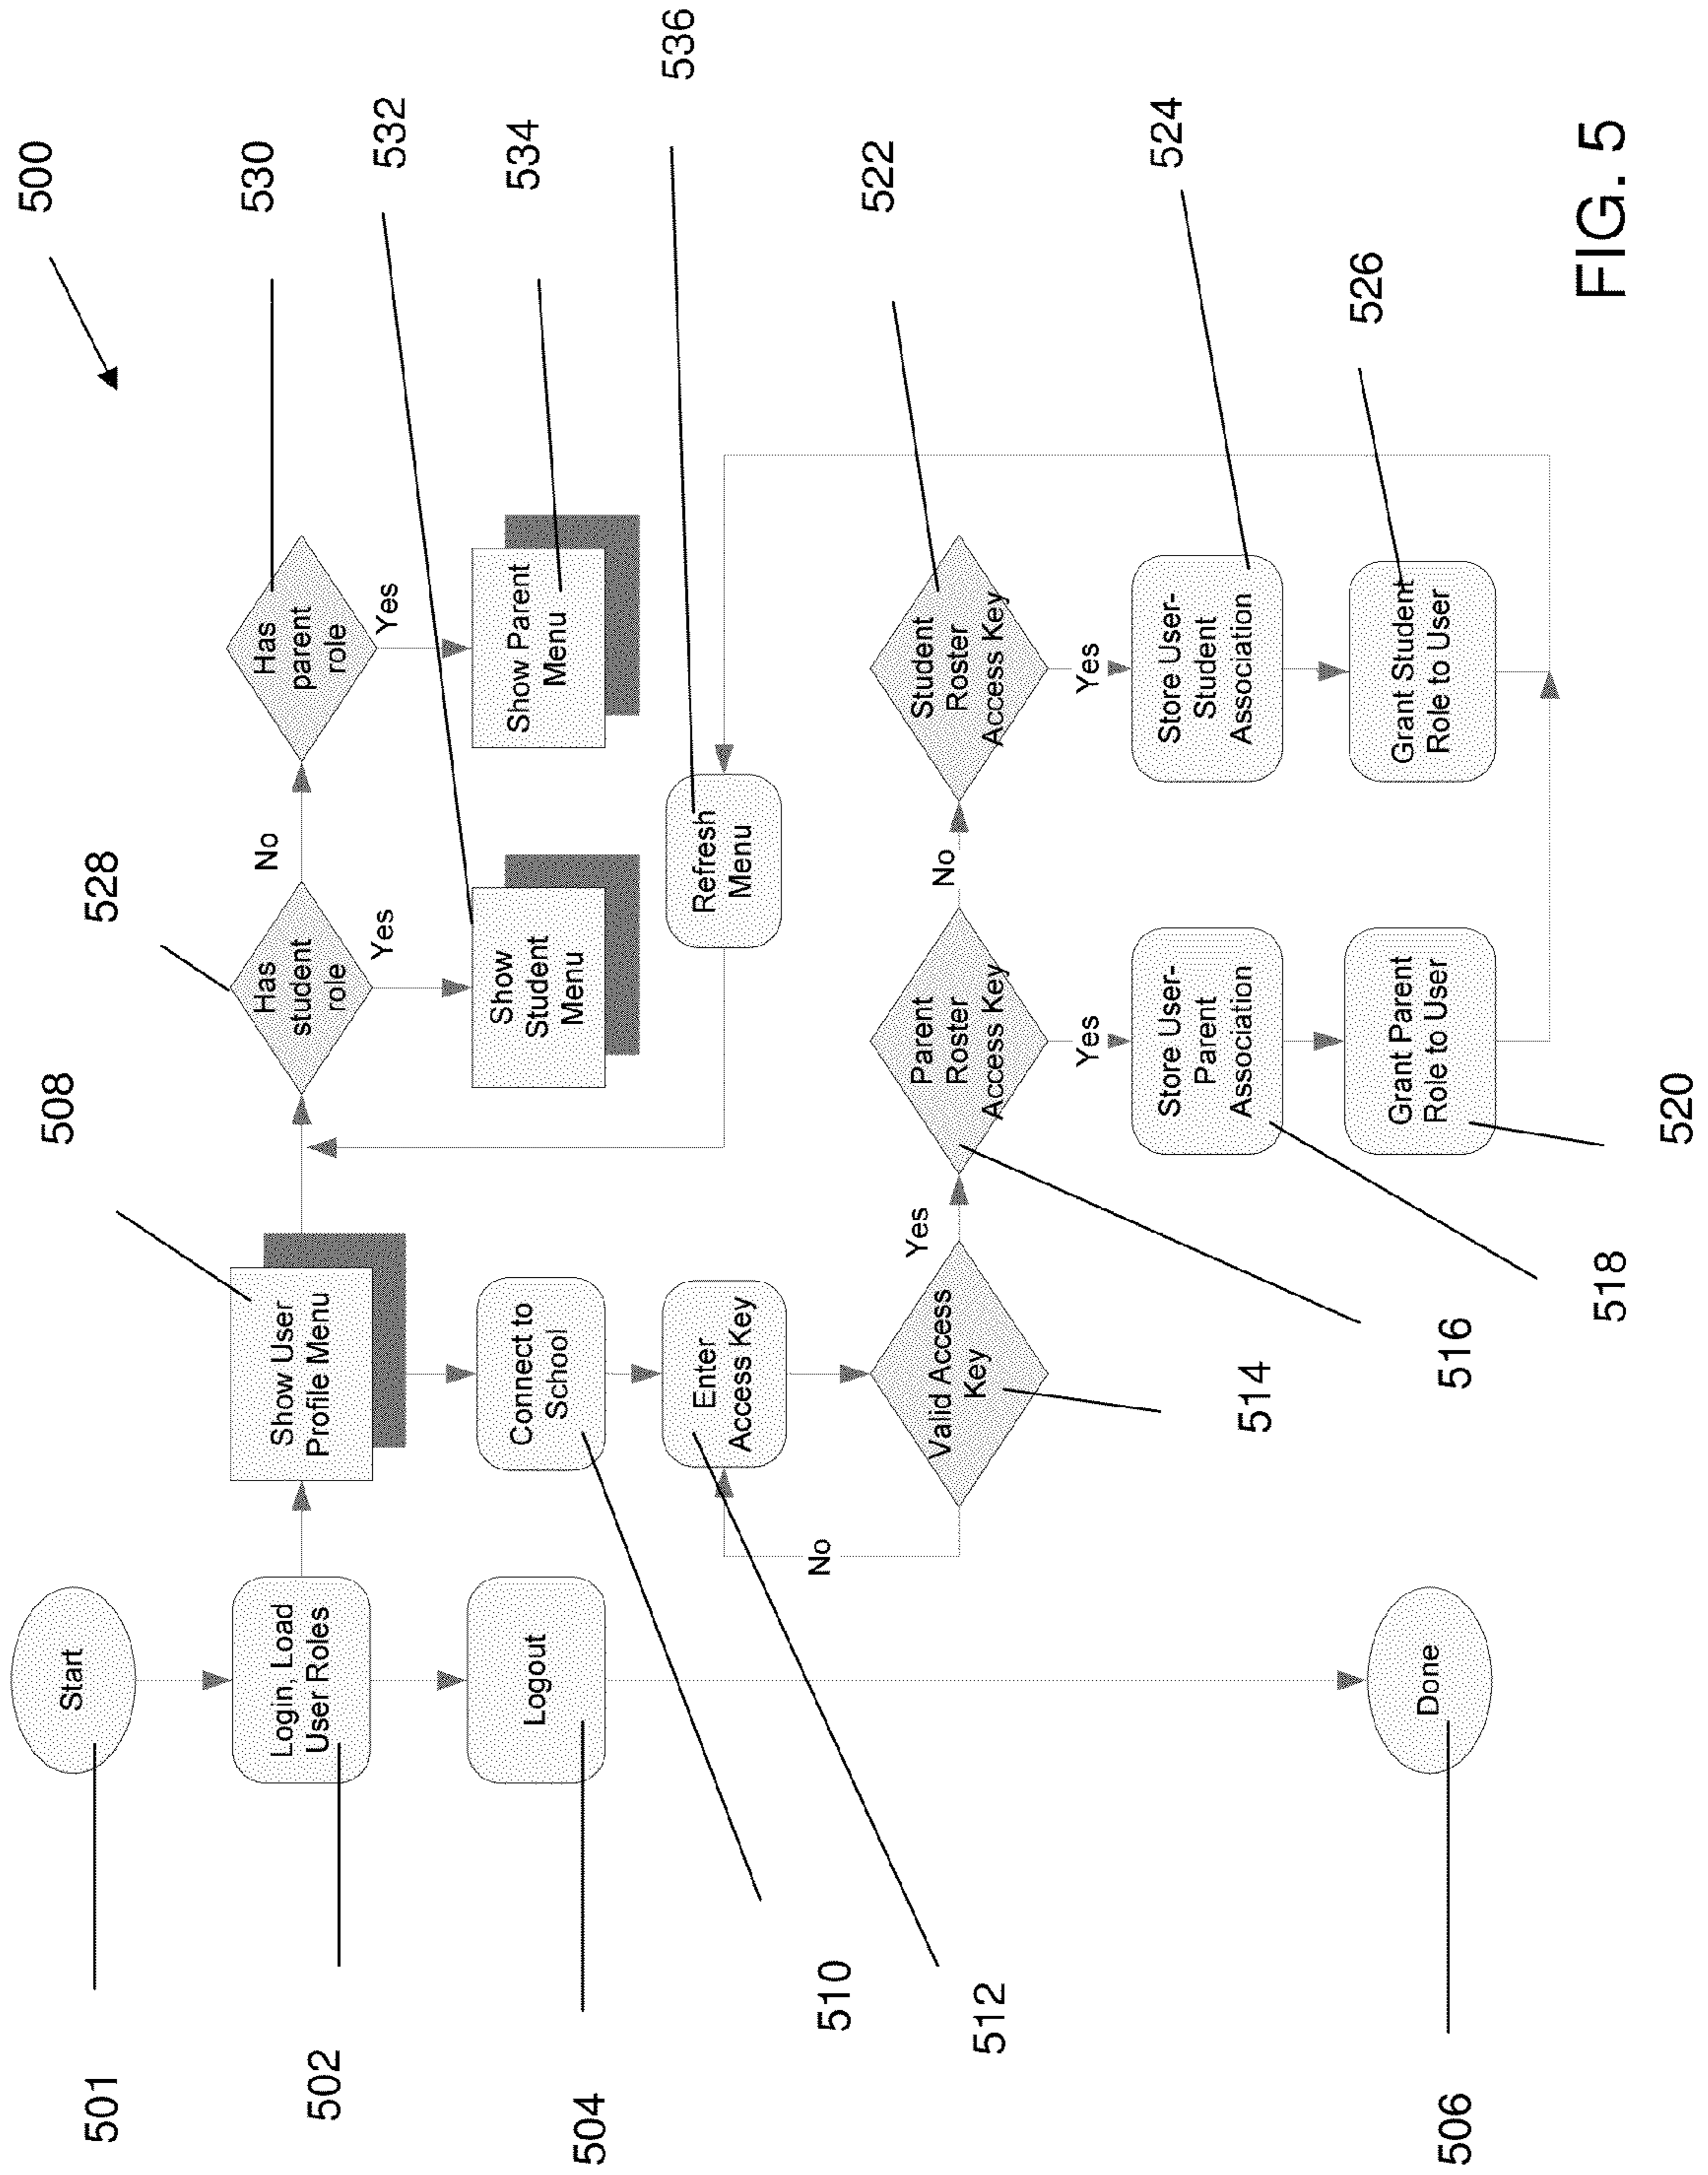 500
501
Start
502
Login, Load
User Roles
504
Logout
506
Done
508
Show User
Profile Menu
510
Connect to
School
512
Enter
Access Key
514
Valid Access
Key
No
Yes
516
Parent
Roster
Access Key
Yes
No
518
Store User-
Parent
Association
520
Grant Parent
Role to User
522
Student
Roster
Access Key
Yes
524
Store User-
Student
Association
526
Grant Student
Role to User
528
Has
student
role
Yes
No
530
Has
parent
role
Yes
532
Show
Student
Menu
534
Show Parent
Menu
536
Refresh
Menu
FIG. 5